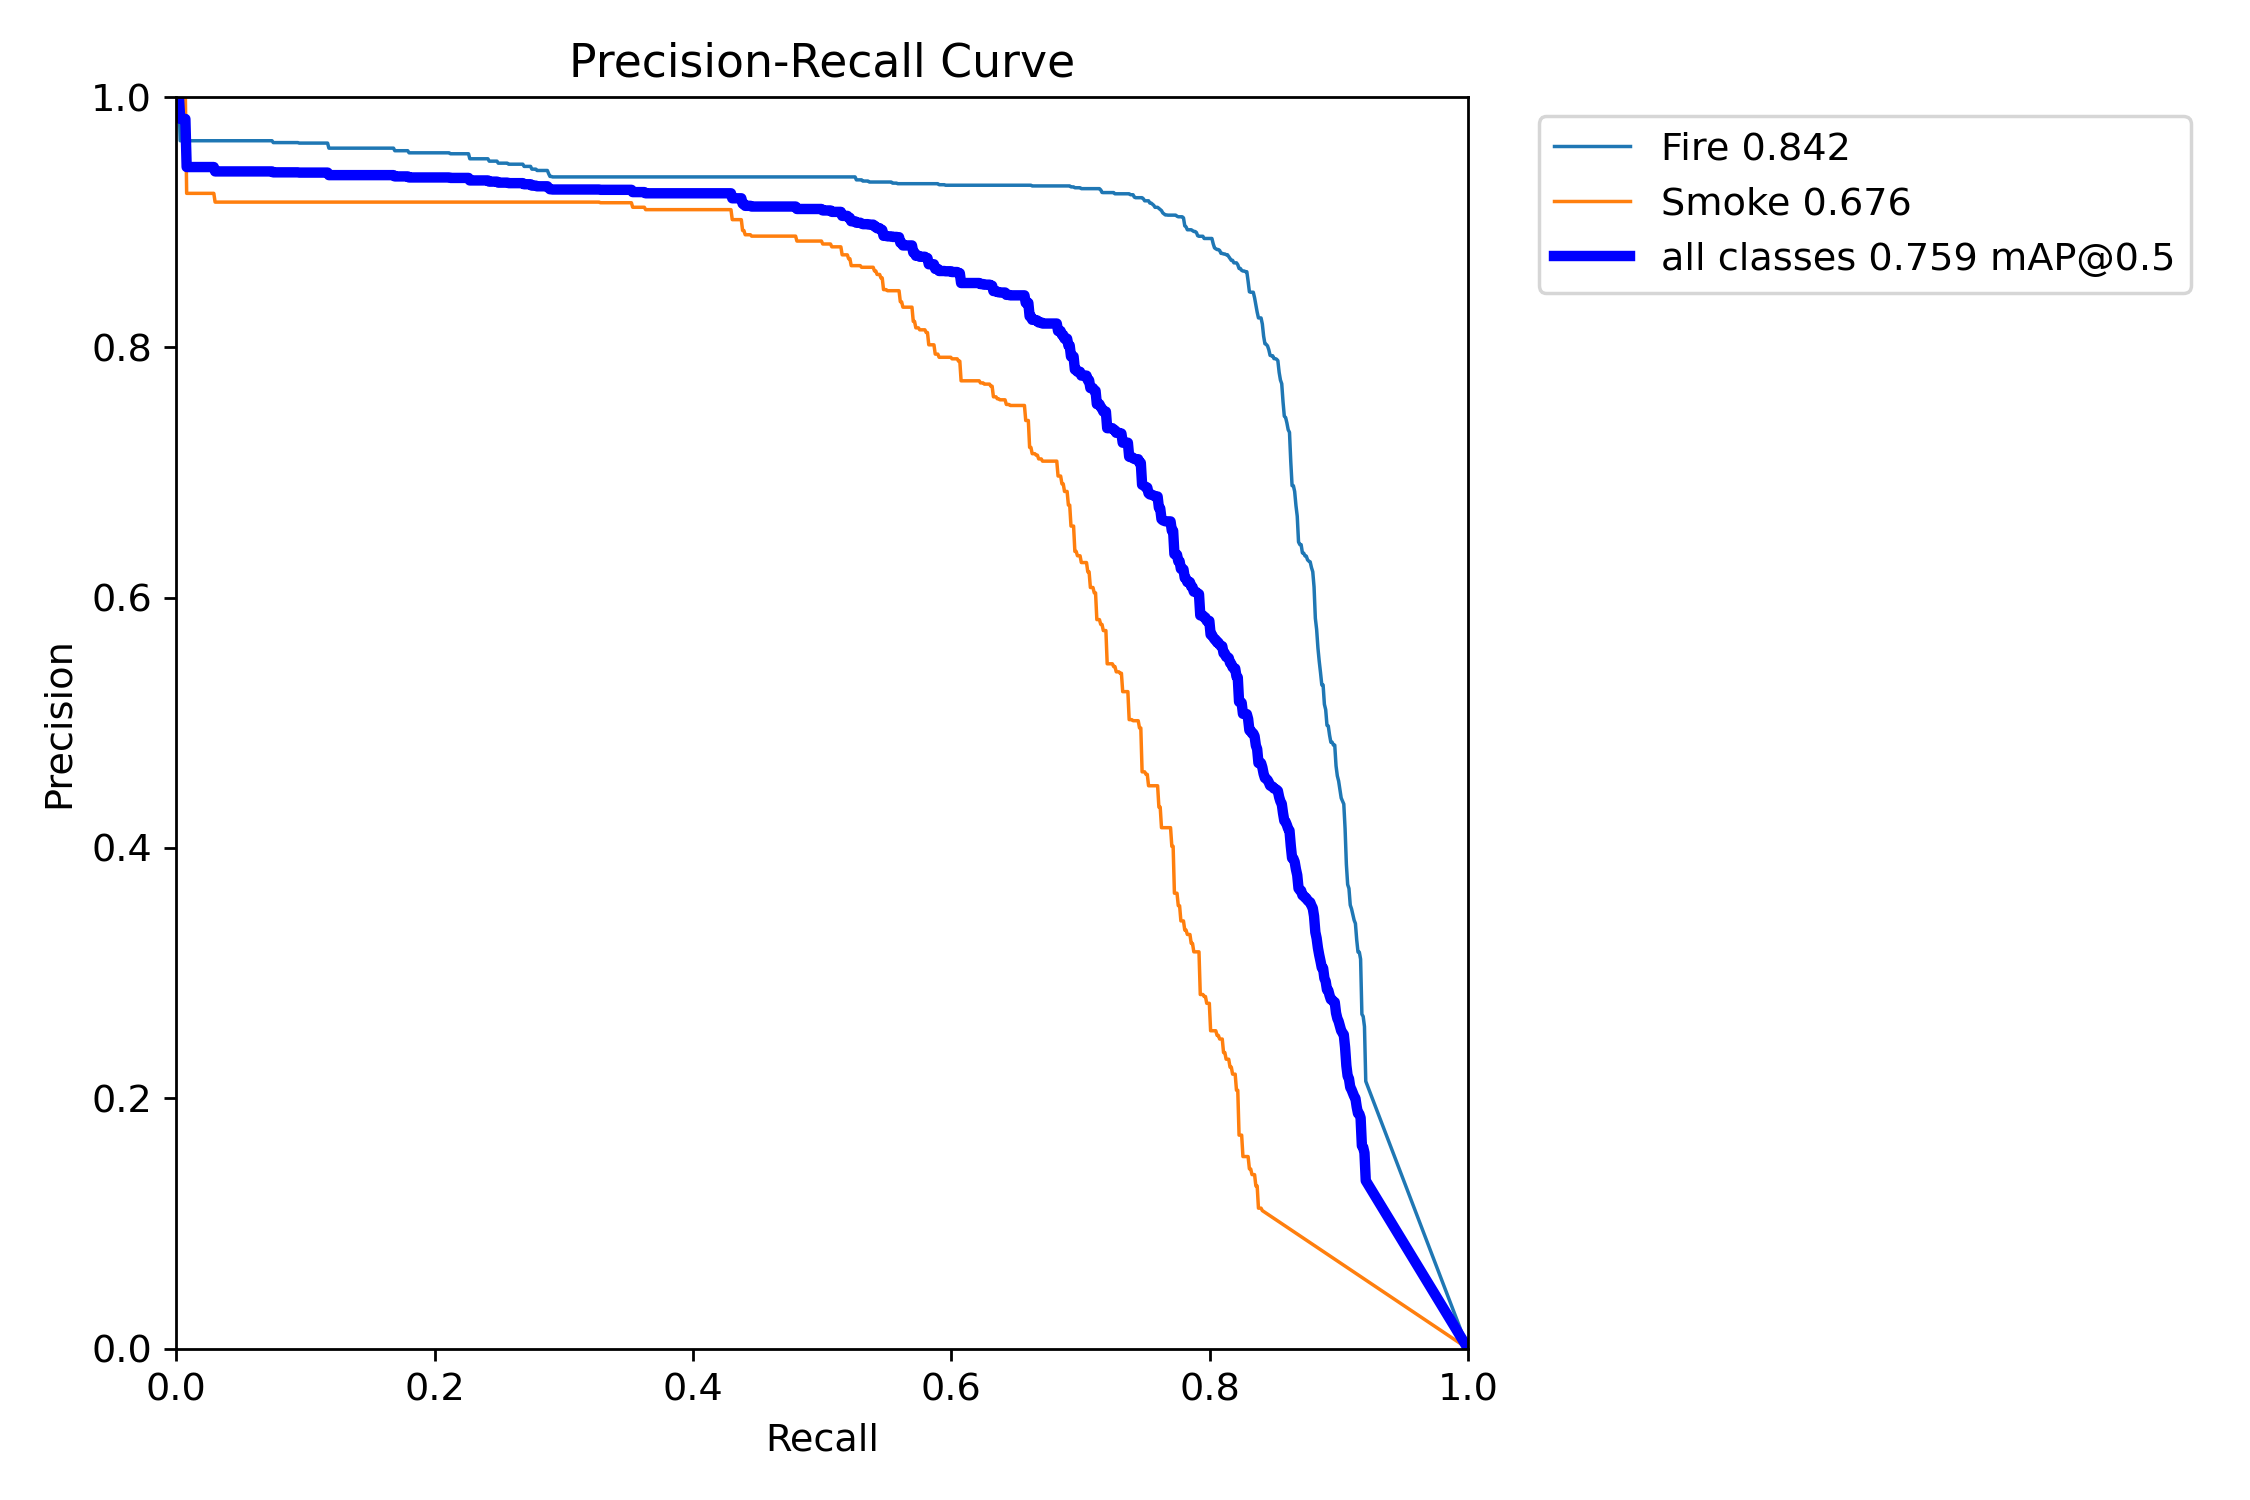 Precision-Recall Curve
1.0
0.8
0.6
0.4
0.2
0.0
Precision
0.0 0.2 0.4 0.6 0.8 1.0
Recall
Fire 0.842
Smoke 0.676
all classes 0.759 mAP@0.5